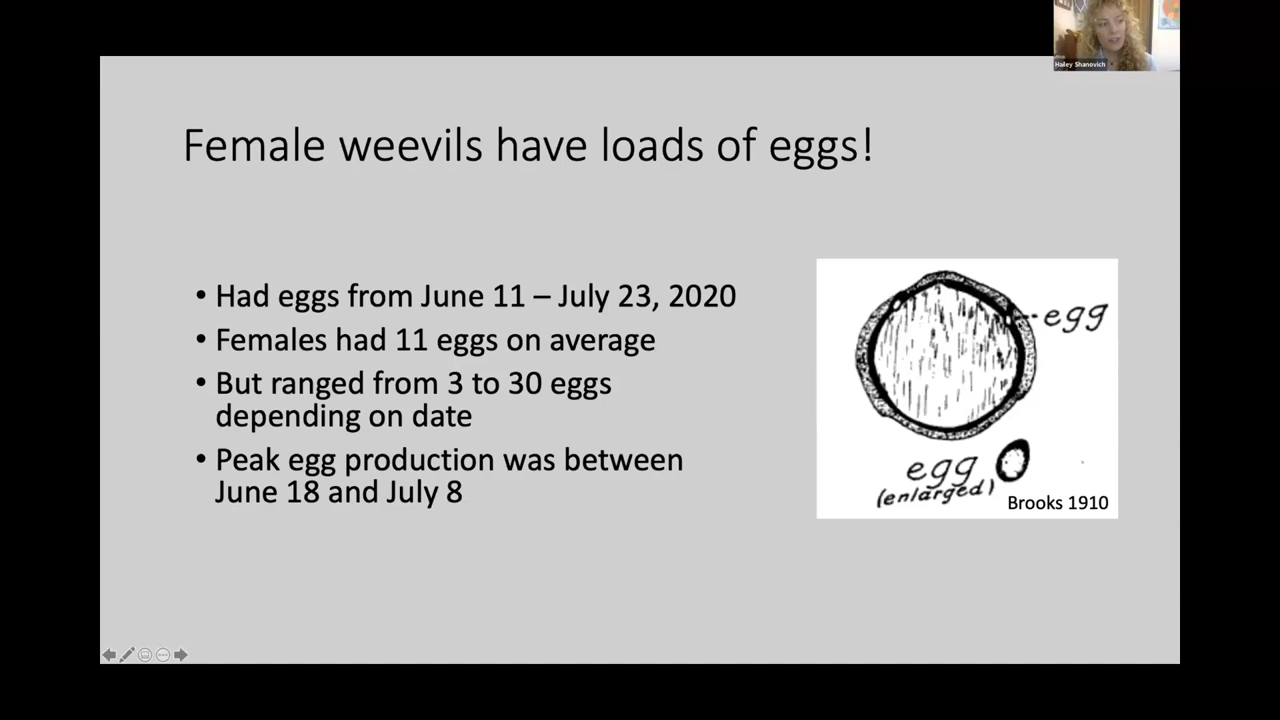 Hailey Shanovich
Female weevils have loads of eggs!
• Had eggs from June 11 – July 23, 2020
• Females had 11 eggs on average
• But ranged from 3 to 30 eggs
depending on date
• Peak egg production was between
June 18 and July 8
egg
egg
(enlarged)
Brooks 1910